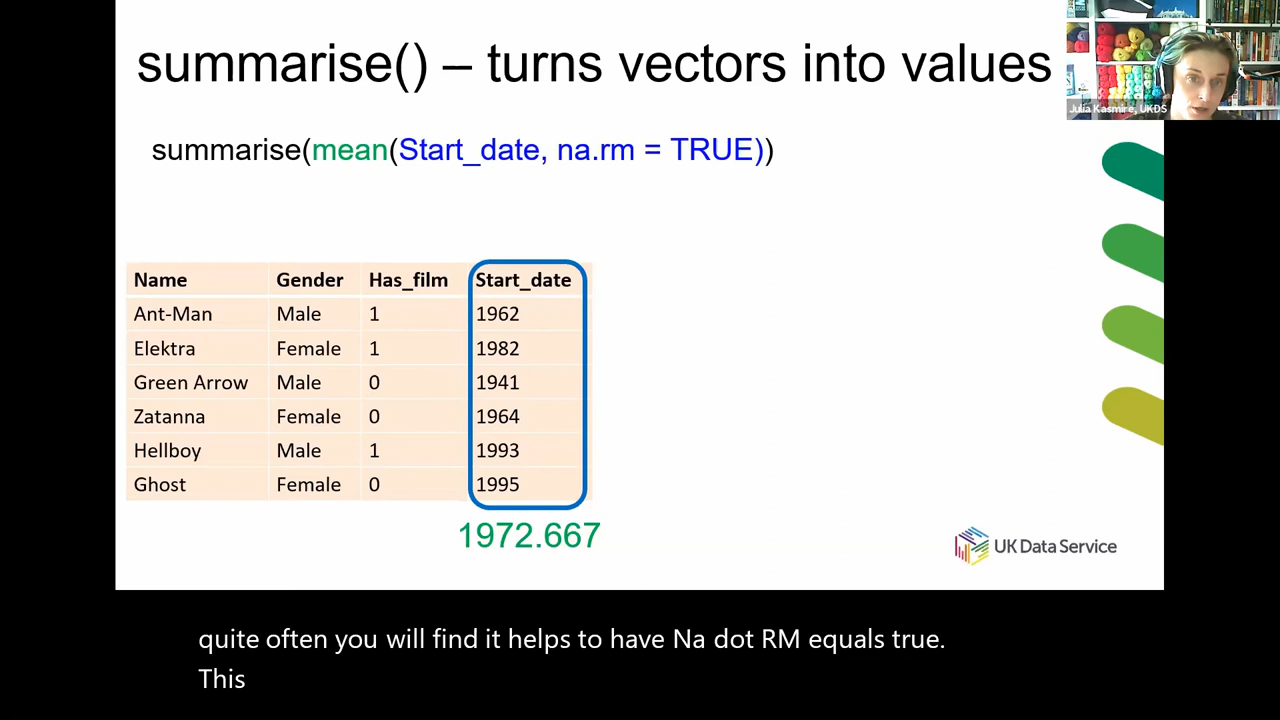 summarise() – turns vectors into values
Julia Kasmire, UKDS
summarise(mean(Start_date, na.rm = TRUE))
Name Gender Has_film Start_date
Ant-Man Male 1 1962
Elektra Female 1 1982
Green Arrow Male 0 1941
Zatanna Female 0 1964
Hellboy Male 1 1993
Ghost Female 0 1995
1972.667
UK Data Service
quite often you will find it helps to have Na dot RM equals true.
This